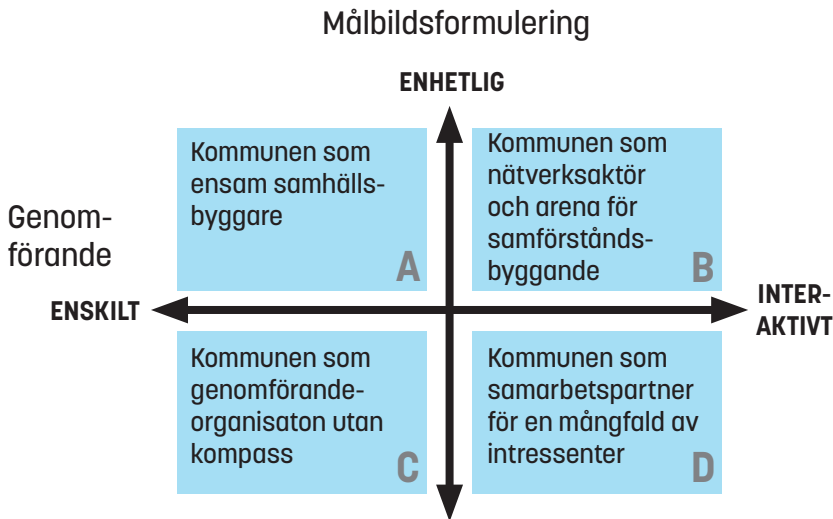 Målbildsformulering
ENHETLIG
Kommunen som
ensam samhälls-
byggare
A
Kommunen som
nätverksaktör
och arena för
samförstånds-
byggande
B
Genom-
förande
ENSKILT
INTER-
AKTIVT
Kommunen som
genomförande-
organisaton utan
kompass
C
Kommunen som
samarbetspartner
för en mångfald av
intressenter
D